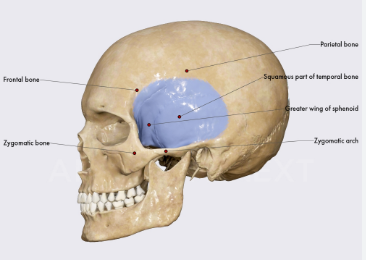 Parietal bone
Squamous part of temporal bone
Frontal bone
Greater wing of sphenoid
Zygomatic bone
Zygomatic arch